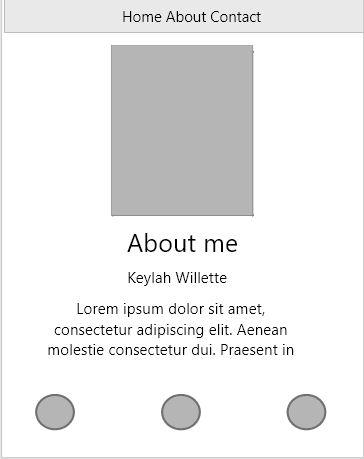 Home About Contact
About me
Keylah Willette
Lorem ipsum dolor sit amet,
consectetur adipiscing elit. Aenean
molestie consectetur dui. Praesent in